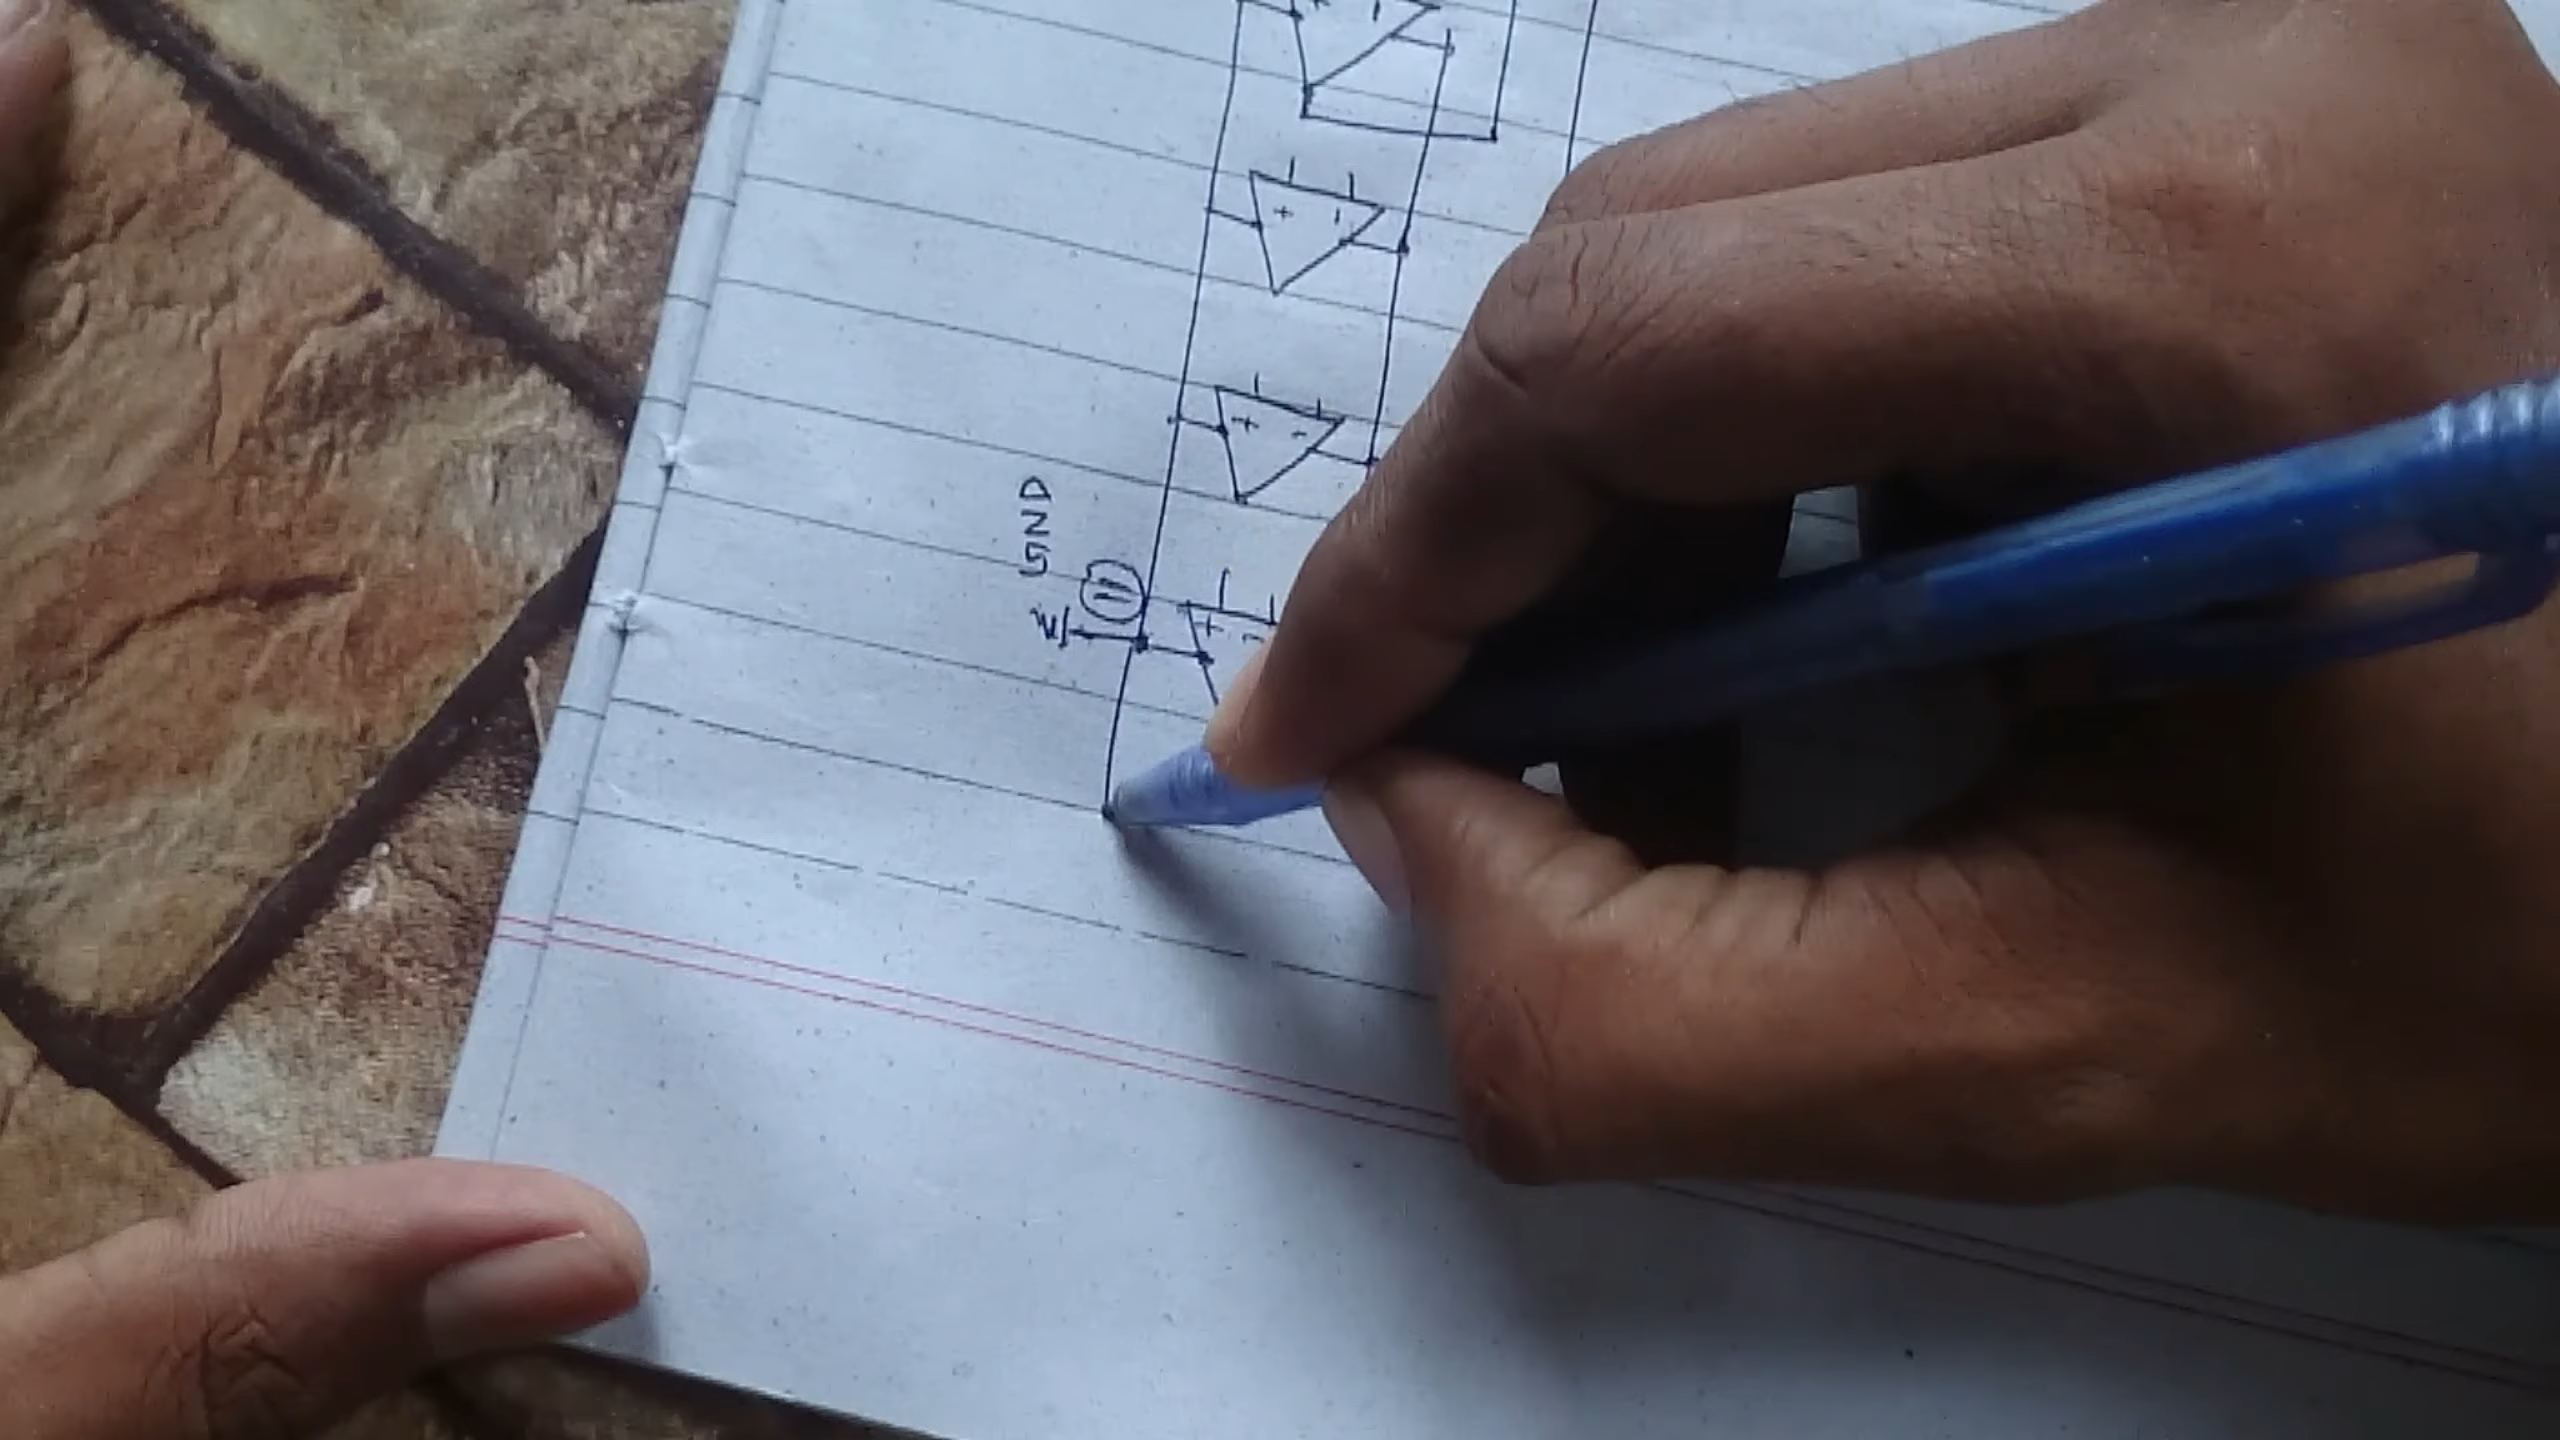 GND
11
+ + + +
- - - -